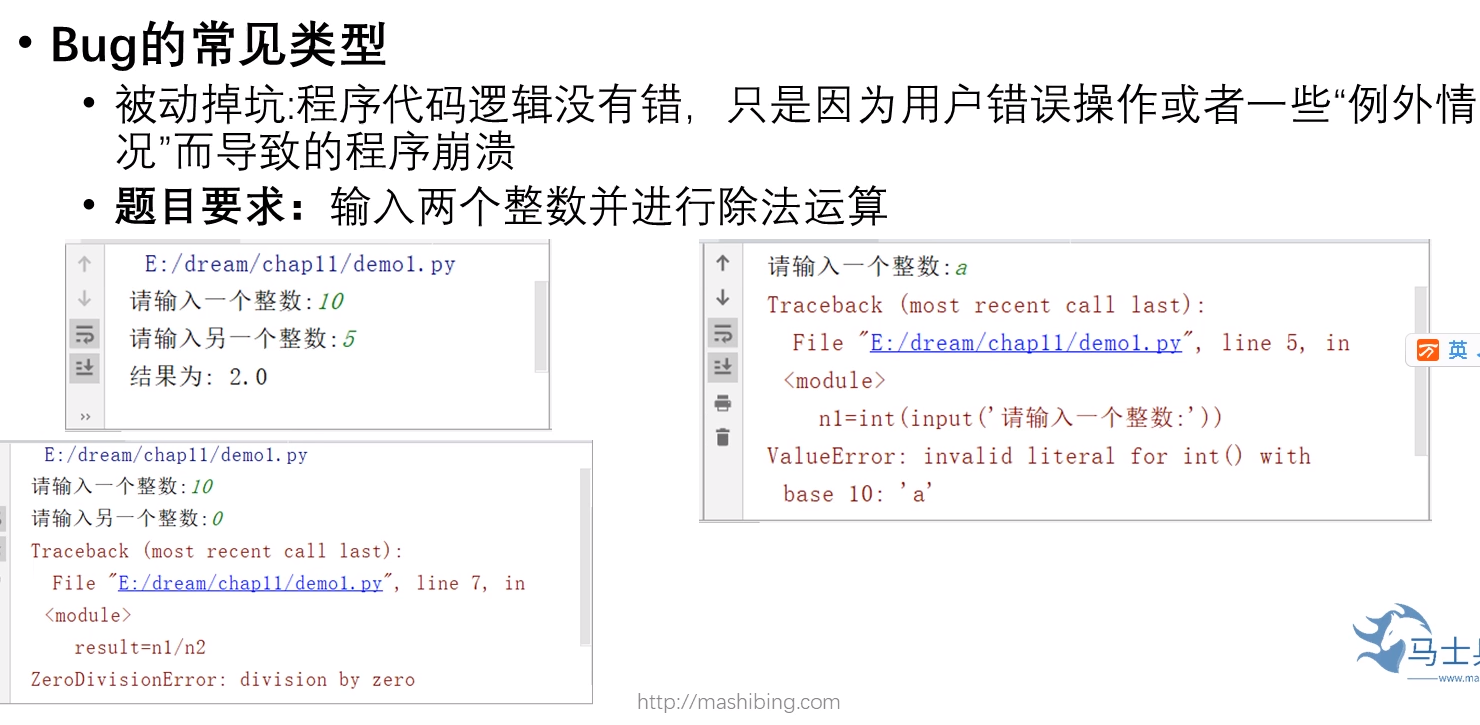 • Bug的常见类型
• 被动掉坑:程序代码逻辑没有错，只是因为用户错误操作或者一些“例外情
况”而导致的程序崩溃
• 题目要求：输入两个整数并进行除法运算
E:/dream/chap11/demo1.py
请输入一个整数:10
请输入另一个整数:5
结果为: 2.0
请输入一个整数:a
Traceback (most recent call last):
File "E:/dream/chap11/demo1.py", line 5, in
<module>
n1=int(input('请输入一个整数:'))
ValueError: invalid literal for int() with
base 10: 'a'
英
E:/dream/chap11/demo1.py
请输入一个整数:10
请输入另一个整数:0
Traceback (most recent call last):
File "E:/dream/chap11/demo1.py", line 7, in
<module>
result=n1/n2
ZeroDivisionError: division by zero
马士
www.ma
http://mashibing.com